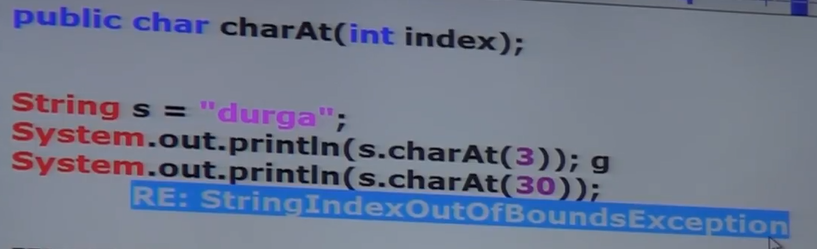 public char charAt(int index);
String s = "durga";
System.out.println(s.charAt(3)); g
System.out.println(s.charAt(30));
RE: StringIndexOutOfBoundsException